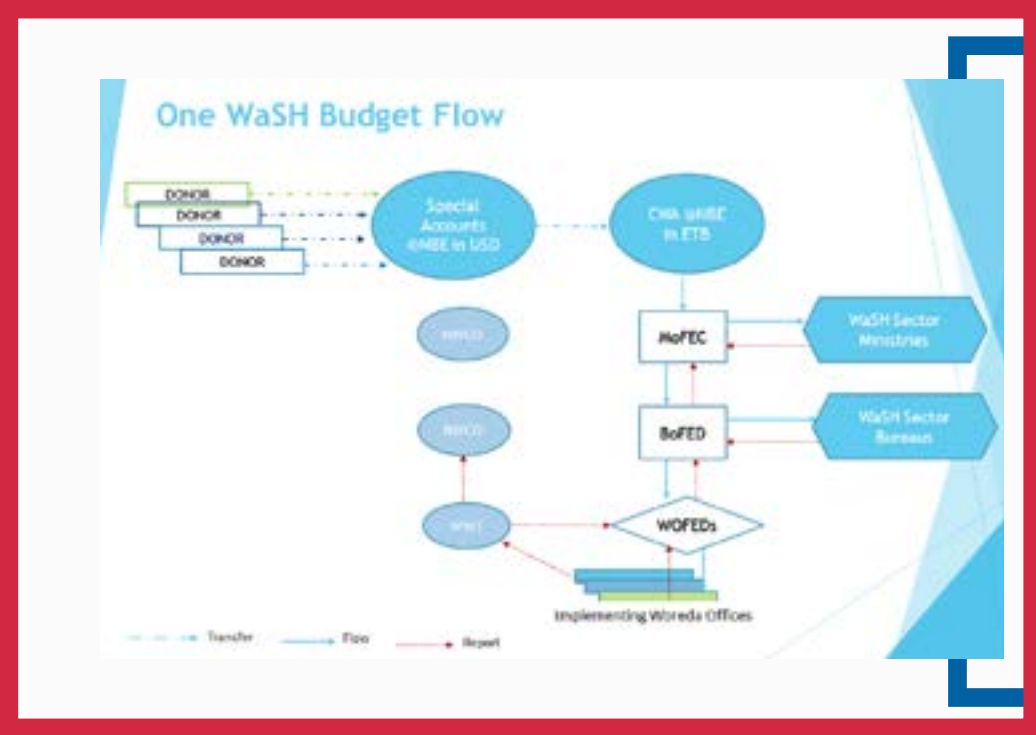 One WaSH Budget Flow
DONOR
DONOR
DONOR
DONOR
Special
Accounts
@NBE in USD
CWA @NBE
in ETB
MoFEC
WaSH Sector
Ministries
BoFED
WaSH Sector
Bureaus
WWT
WOFEDs
Implementing Woreda Offices
Transfer
Flow
Report